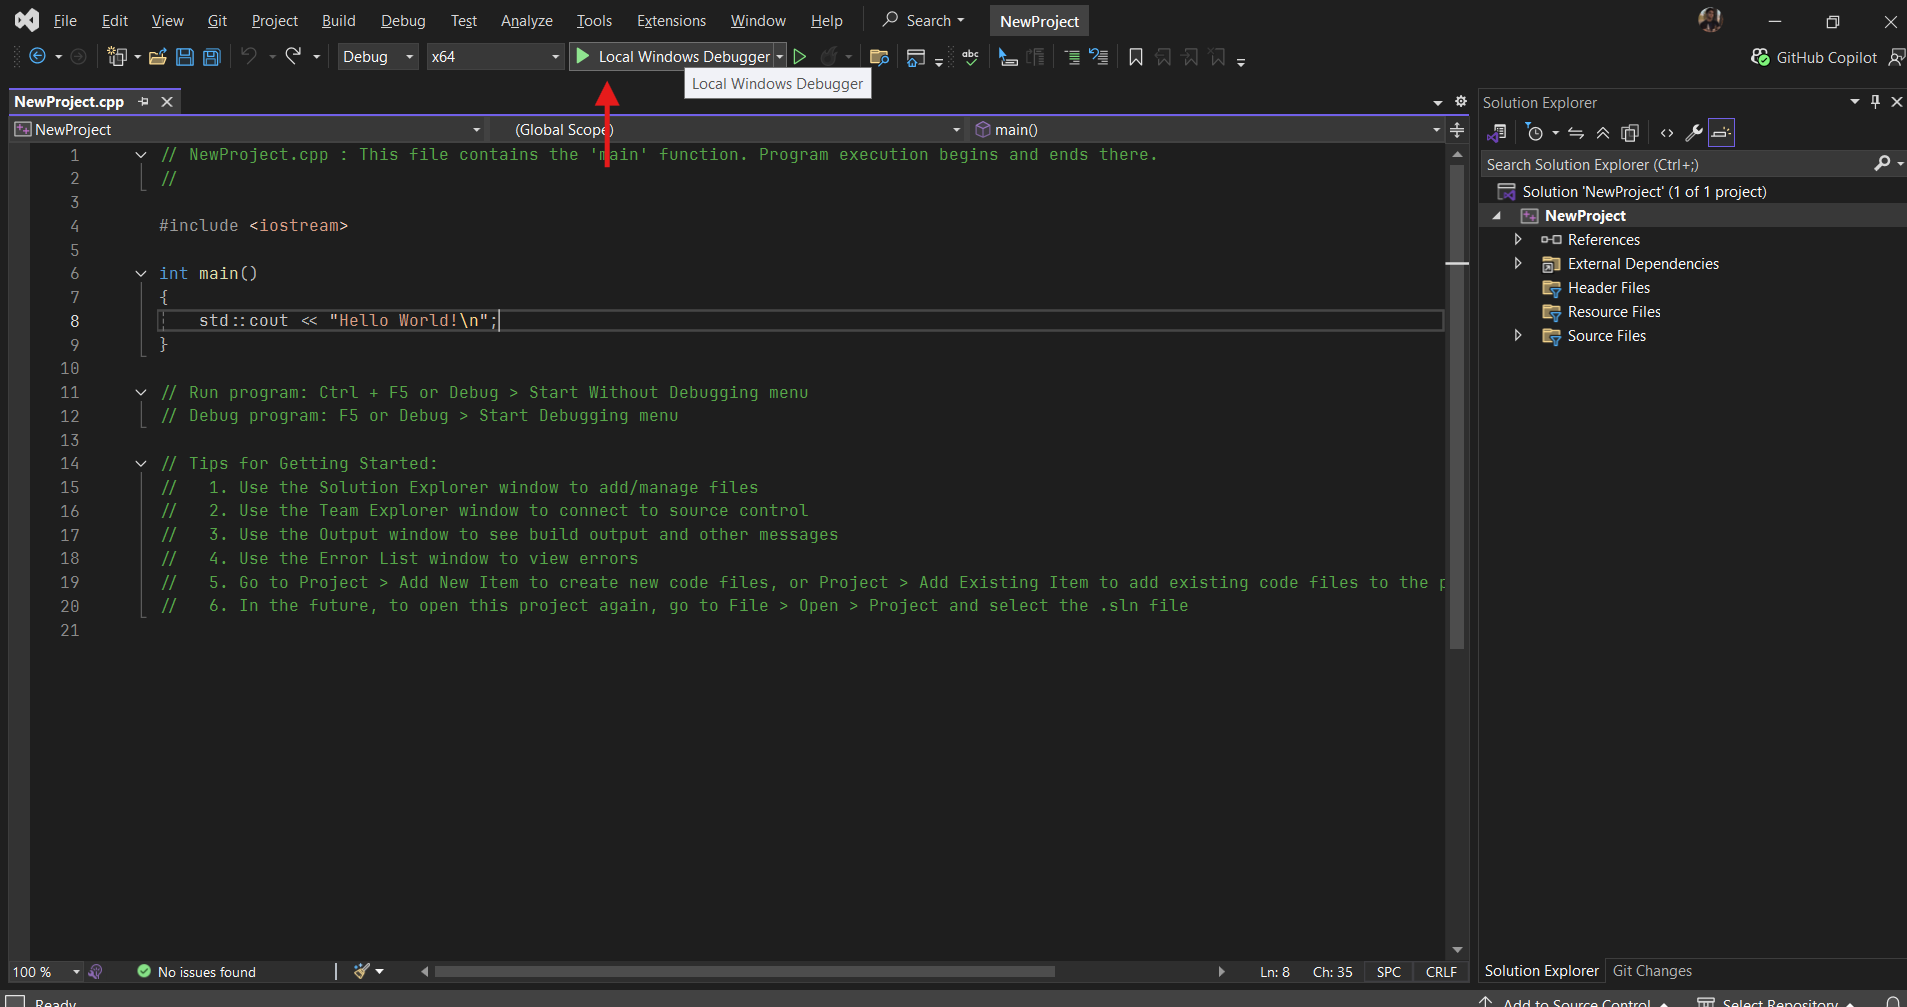 File Edit View Git Project Build Debug Test Analyze Tools Extensions Window Help Search NewProject
Debug x64 Local Windows Debugger abc GitHub Copilot
Local Windows Debugger
NewProject.cpp
Solution Explorer
NewProject (Global Scope) main()
Search Solution Explorer (Ctrl+;)
Solution 'NewProject' (1 of 1 project)
NewProject
References
External Dependencies
Header Files
Resource Files
Source Files
1 // NewProject.cpp : This file contains the 'main' function. Program execution begins and ends there.
2 //
3
4 #include <iostream>
5
6 int main()
7 {
8 std::cout << "Hello World!\n";
9 }
10
11 // Run program: Ctrl + F5 or Debug > Start Without Debugging menu
12 // Debug program: F5 or Debug > Start Debugging menu
13
14 // Tips for Getting Started:
15 // 1. Use the Solution Explorer window to add/manage files
16 // 2. Use the Team Explorer window to connect to source control
17 // 3. Use the Output window to see build output and other messages
18 // 4. Use the Error List window to view errors
19 // 5. Go to Project > Add New Item to create new code files, or Project > Add Existing Item to add existing code files to the p
20 // 6. In the future, to open this project again, go to File > Open > Project and select the .sln file
21
100 % No issues found Ln: 8 Ch: 35 SPC CRLF
Solution Explorer Git Changes
Ready Add to Source Control Select Repository